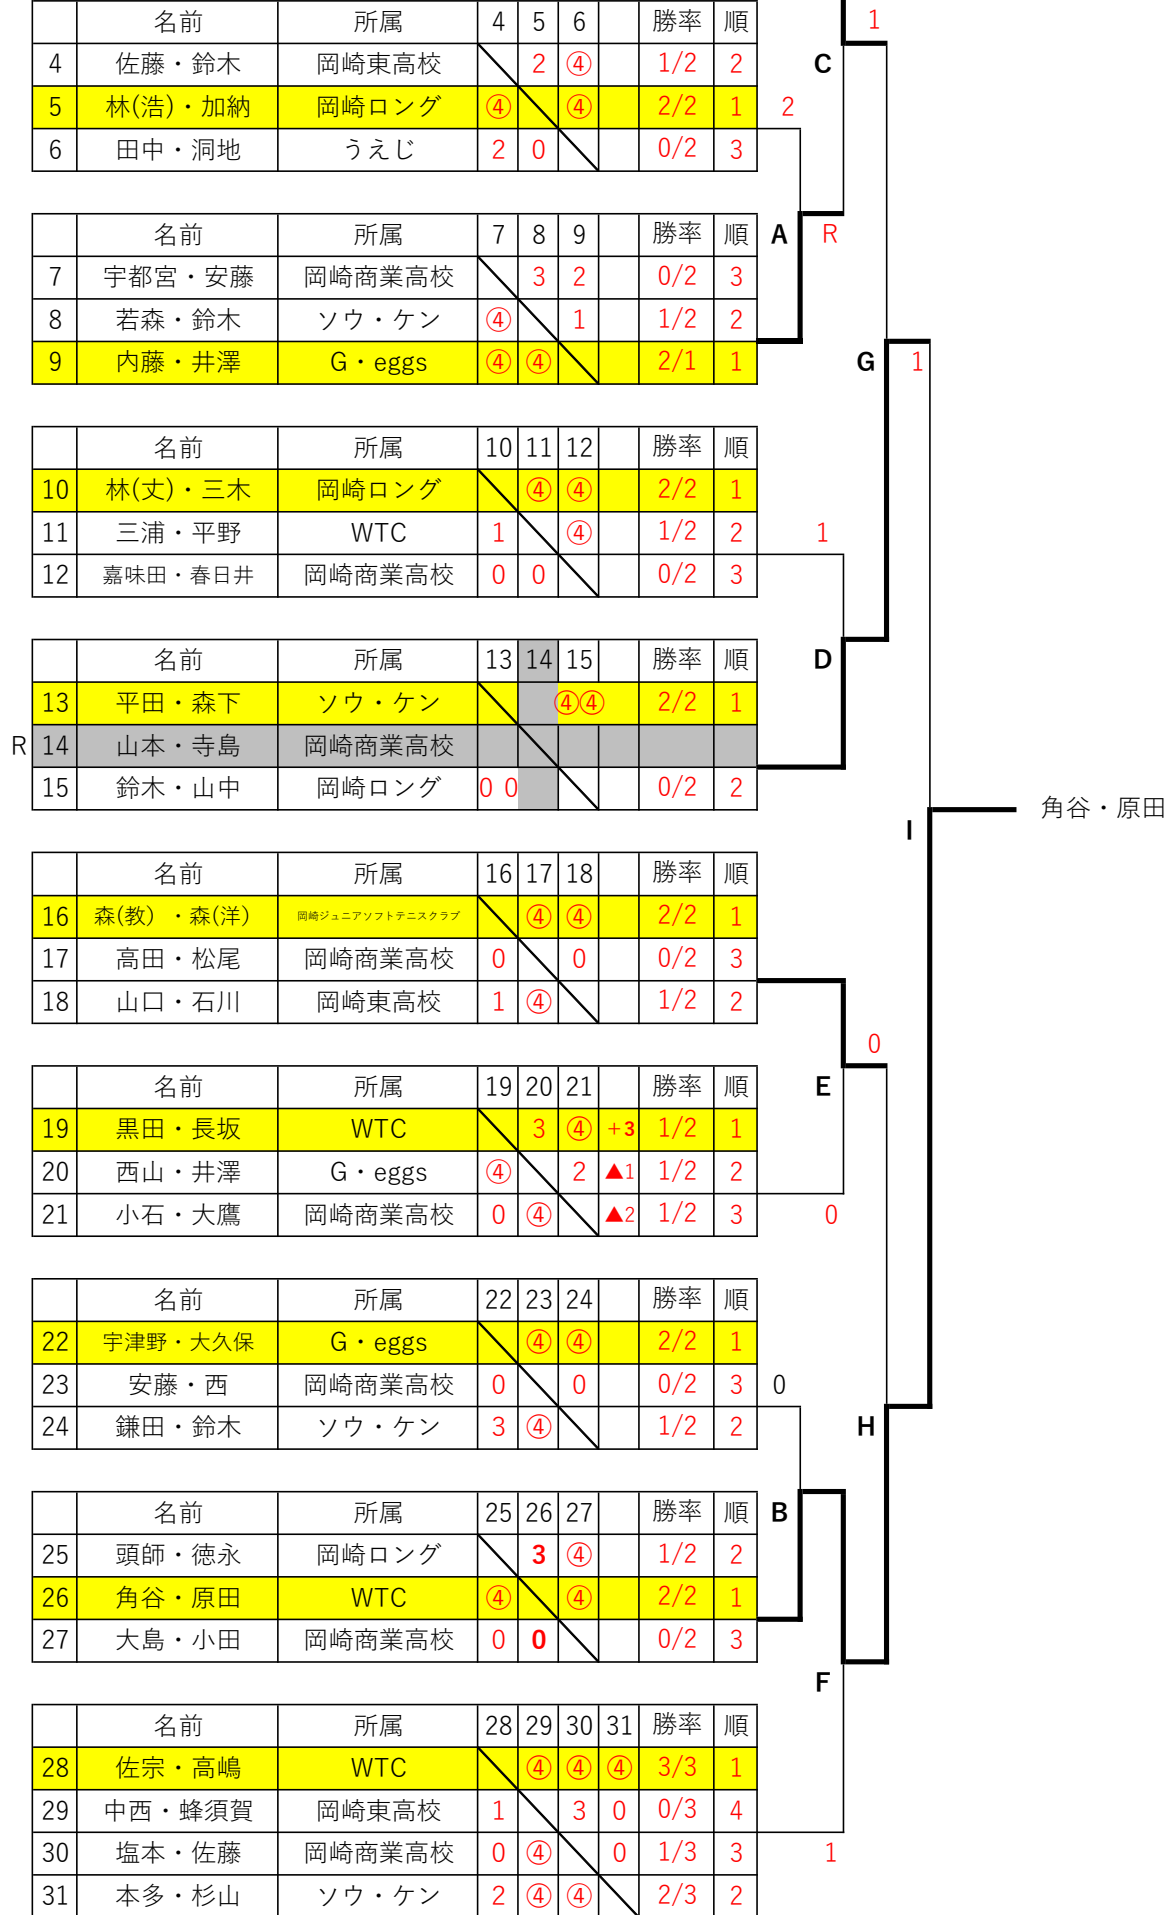 名前 所属 4 5 6 勝率 順 1
4 佐藤・鈴木 岡崎東高校 2 ④ 1/2 2 C
5 林(浩)・加納 岡崎ロング ④ ④ 2/2 1 2
6 田中・洞地 うえじ 2 0 0/2 3
名前 所属 7 8 9 勝率 順 A R
7 宇都宮・安藤 岡崎商業高校 3 2 0/2 3
8 若森・鈴木 ソウ・ケン ④ 1 1/2 2
9 内藤・井澤 G・eggs ④ ④ 2/1 1 G 1
名前 所属 10 11 12 勝率 順
10 林(丈)・三木 岡崎ロング ④ ④ 2/2 1
11 三浦・平野 WTC 1 ④ 1/2 2 1
12 嘉味田・春日井 岡崎商業高校 0 0 0/2 3
名前 所属 13 14 15 勝率 順 D
13 平田・森下 ソウ・ケン ④④ 2/2 1
R 14 山本・寺島 岡崎商業高校
15 鈴木・山中 岡崎ロング 0 0 0/2 2
角谷・原田
I
名前 所属 16 17 18 勝率 順
16 森(教)・森(洋) 岡崎ジュニアソフトテニスクラブ ④ ④ 2/2 1
17 高田・松尾 岡崎商業高校 0 0 0/2 3
18 山口・石川 岡崎東高校 1 ④ 1/2 2
0
名前 所属 19 20 21 勝率 順 E
19 黒田・長坂 WTC 3 ④ +3 1/2 1
20 西山・井澤 G・eggs ④ 2 ▲1 1/2 2
21 小石・大鷹 岡崎商業高校 0 ④ ▲2 1/2 3 0
名前 所属 22 23 24 勝率 順
22 宇津野・大久保 G・eggs ④ ④ 2/2 1
23 安藤・西 岡崎商業高校 0 0 0/2 3 0
24 鎌田・鈴木 ソウ・ケン 3 ④ 1/2 2 H
名前 所属 25 26 27 勝率 順 B
25 頭師・徳永 岡崎ロング 3 ④ 1/2 2
26 角谷・原田 WTC ④ ④ 2/2 1
27 大島・小田 岡崎商業高校 0 0 0/2 3
F
名前 所属 28 29 30 31 勝率 順
28 佐宗・高嶋 WTC ④ ④ ④ 3/3 1
29 中西・蜂須賀 岡崎東高校 1 3 0 0/3 4
30 塩本・佐藤 岡崎商業高校 0 ④ 0 1/3 3 1
31 本多・杉山 ソウ・ケン 2 ④ ④ 2/3 2